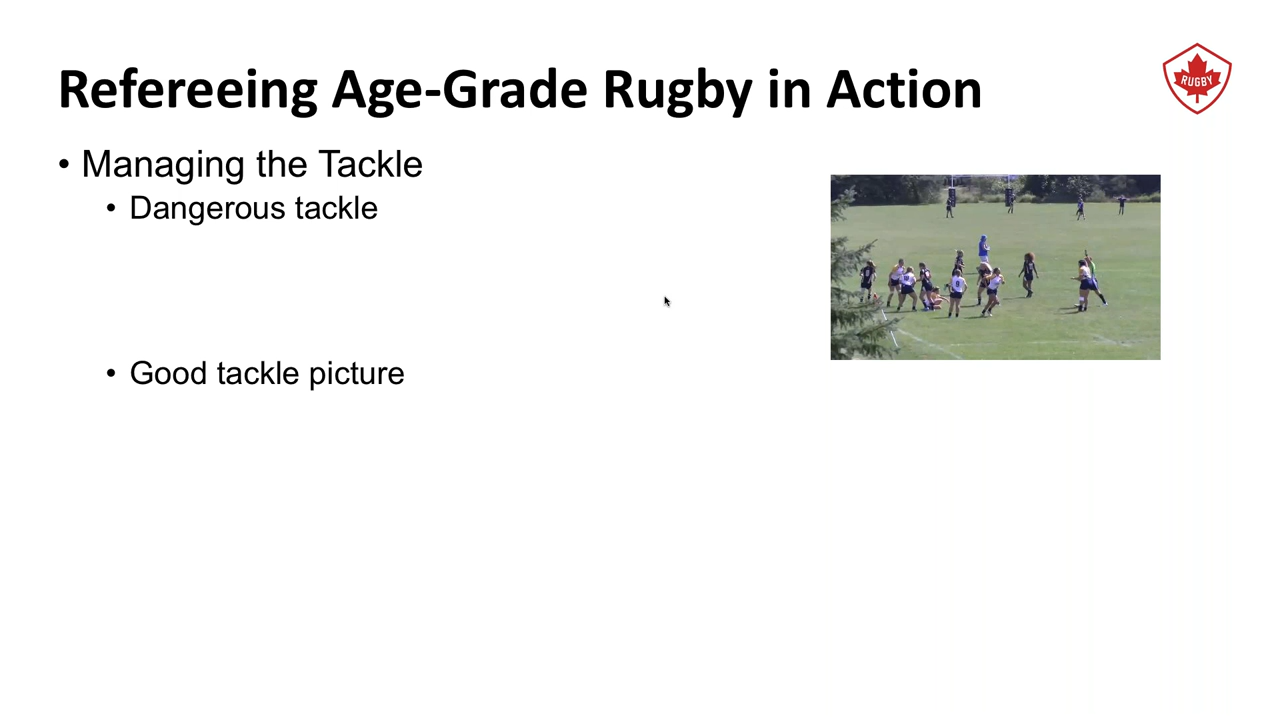 Refereeing Age-Grade Rugby in Action
RUGBY
• Managing the Tackle
• Dangerous tackle
• Good tackle picture